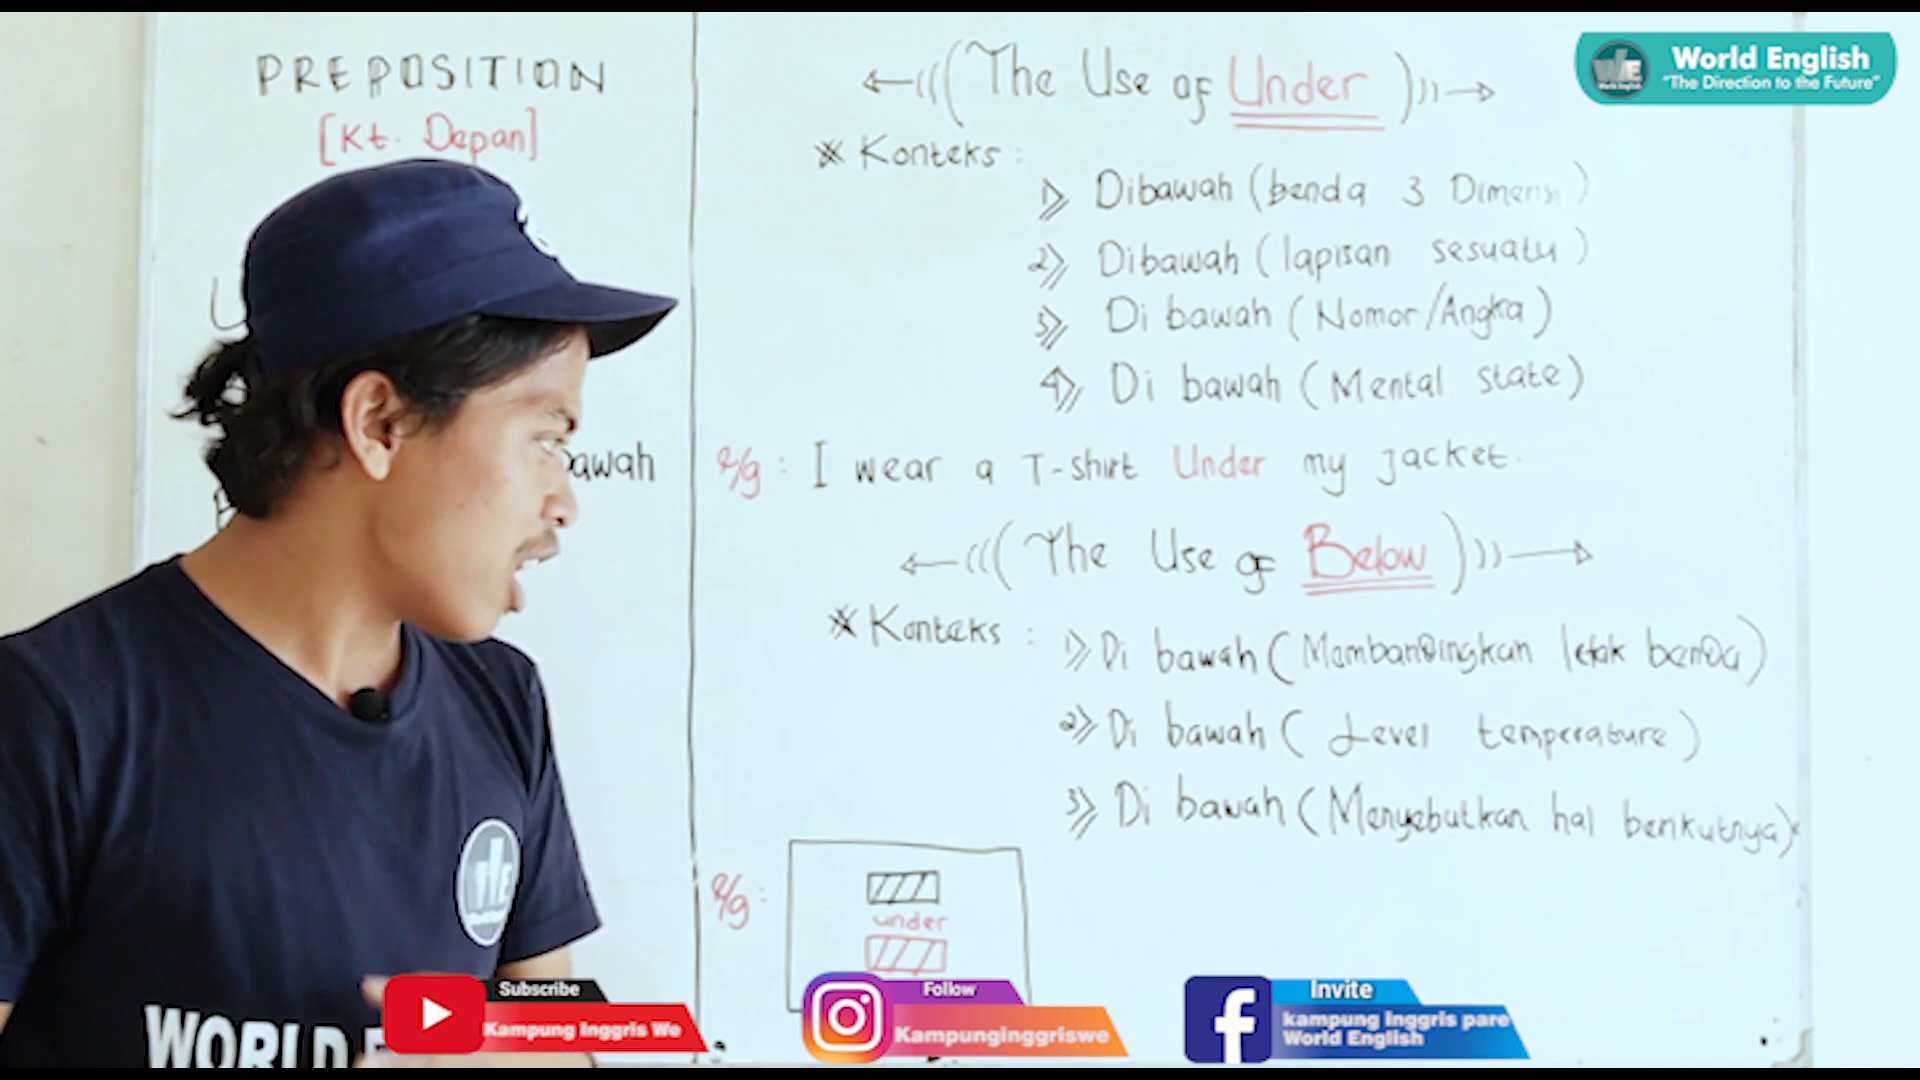 PREPOSITION
[Kt. Depan]
(The Use of Under)
* Konteks :
1) Dibawah (benda 3 Dimensi)
2) Dibawah (lapisan sesuatu)
3) Di bawah (Nomor/Angka)
4) Di bawah (Mental state)
e/g : I wear a T-shirt Under my jacket.
(The Use of Below)
* Konteks :
1) Di bawah (Membandingkan letak benda)
2) Di bawah (Level temperature)
3) Di bawah (Menyebutkan hal berikutnya)
e/g :
under
World English
"The Direction to the Future"
WE
WORLD
Subscribe
Kampung Inggris We
Follow
Kampunginggriswe
Invite
kampung inggris pare
World English